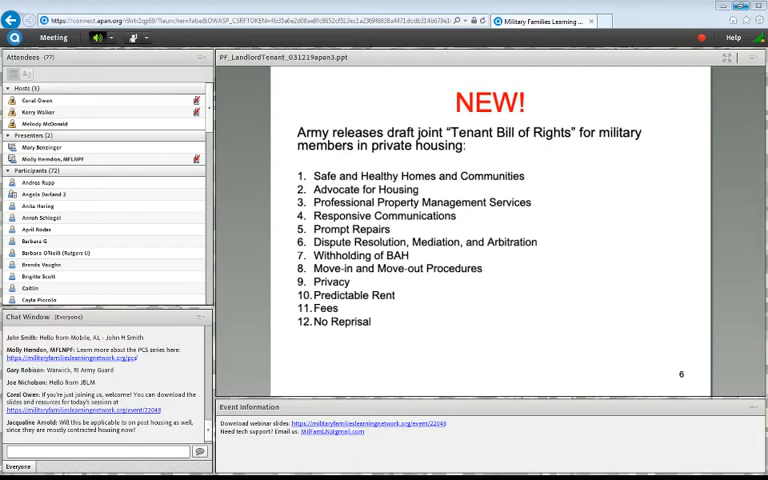 Military Families Learning ...
Meeting
Help
Attendees (77)
Hosts (3)
Coral Owen
Kerry Walker
Melody McDonald
Presenters (2)
Mary Benzinger
Molly Herndon, MFLNPF
Participants (72)
Andrea Rupp
Angela Darland 2
Anita Hering
Annah Schlegel
April Rodas
Barbara G
Barbara O'Neill (Rutgers U)
Brenda Vaughn
Brigitte Scott
Caitlin
Cayla Piccolo
Chat Window (Everyone)
John Smith: Hello from Mobile, AL - John H Smith
Molly Herndon, MFLNPF: Learn more about the PCS series here:
https://militaryfamilieslearningnetwork.org/pcs/
Gary Robison: Warwick, RI Army Guard
Joe Nicholson: Hello from JBLM
Coral Owen: If you're just joining us, welcome! You can download the
slides and resources for today's session at
https://militaryfamilieslearningnetwork.org/event/22048
Jacqueline Arnold: Will this be applicable to on post housing as well,
since they are mostly contracted housing now?
Everyone
PF_LandlordTenant_031219apan3.ppt
NEW!
Army releases draft joint “Tenant Bill of Rights” for military
members in private housing:
1. Safe and Healthy Homes and Communities
2. Advocate for Housing
3. Professional Property Management Services
4. Responsive Communications
5. Prompt Repairs
6. Dispute Resolution, Mediation, and Arbitration
7. Withholding of BAH
8. Move-in and Move-out Procedures
9. Privacy
10. Predictable Rent
11. Fees
12. No Reprisal
6
Event Information
Download webinar slides: https://militaryfamilieslearningnetwork.org/event/22048
Need tech support? Email us: MilFamLN@gmail.com